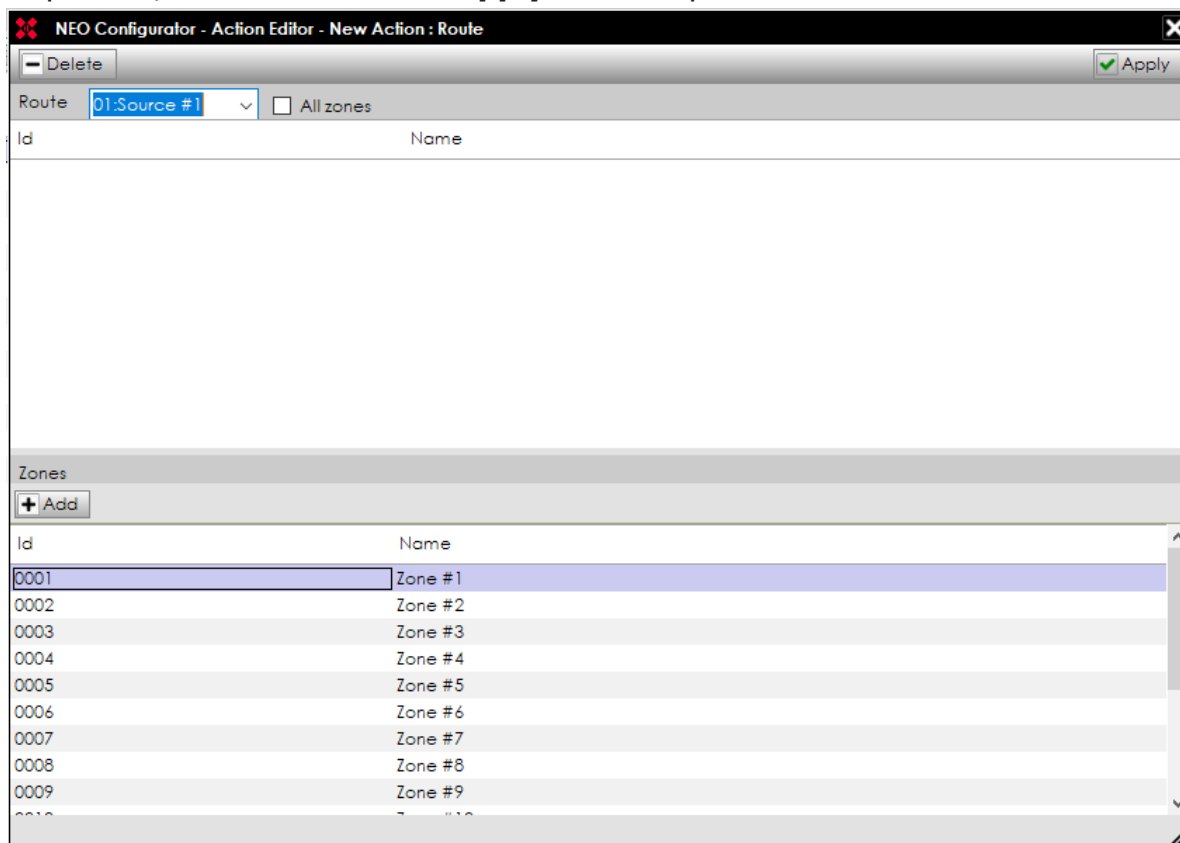 NEO Configurator - Action Editor - New Action : Route
Delete
Apply
Route 01:Source #1 All zones
Id Name
Zones
Add
Id Name
0001 Zone #1
0002 Zone #2
0003 Zone #3
0004 Zone #4
0005 Zone #5
0006 Zone #6
0007 Zone #7
0008 Zone #8
0009 Zone #9